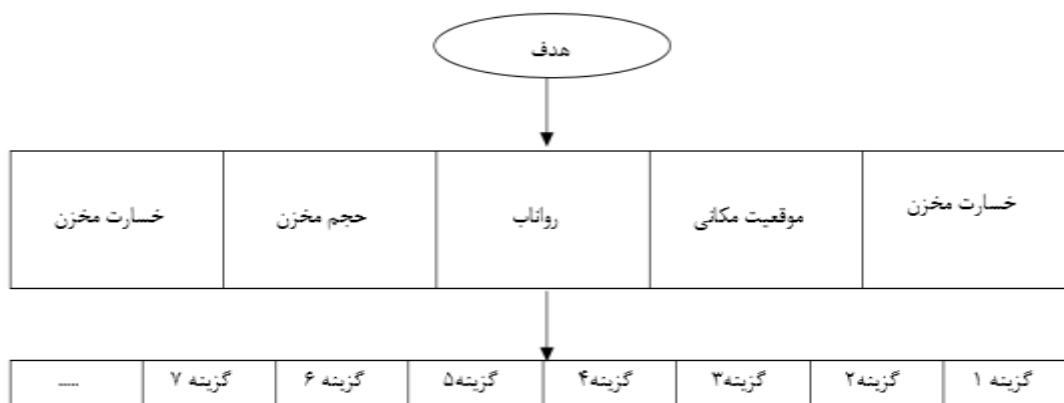 هدف
خسارت مخزن
موقعیت مکانی
رواناب
حجم مخزن
خسارت مخزن
گزینه ۱
گزینه۲
گزینه۳
گزینه۴
گزینه۵
گزینه ۶
گزینه ۷
.....